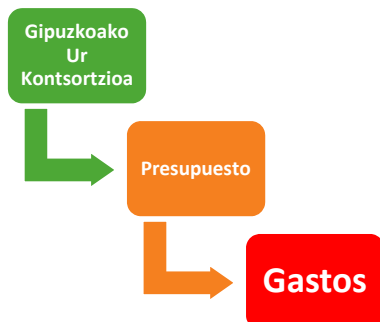 Gipuzkoako
Ur
Kontsortzioa
Presupuesto
Gastos